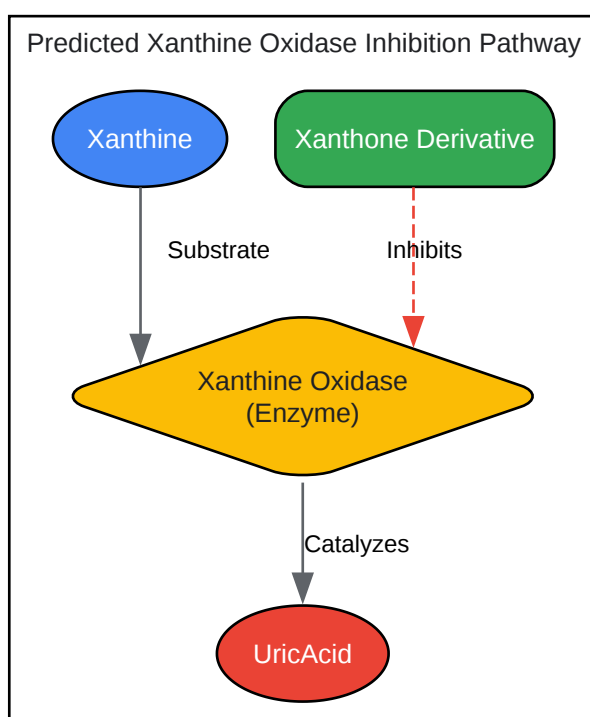 Predicted Xanthine Oxidase Inhibition Pathway
Xanthine
Xanthone Derivative
Substrate
Inhibits
Xanthine Oxidase
(Enzyme)
Catalyzes
UricAcid